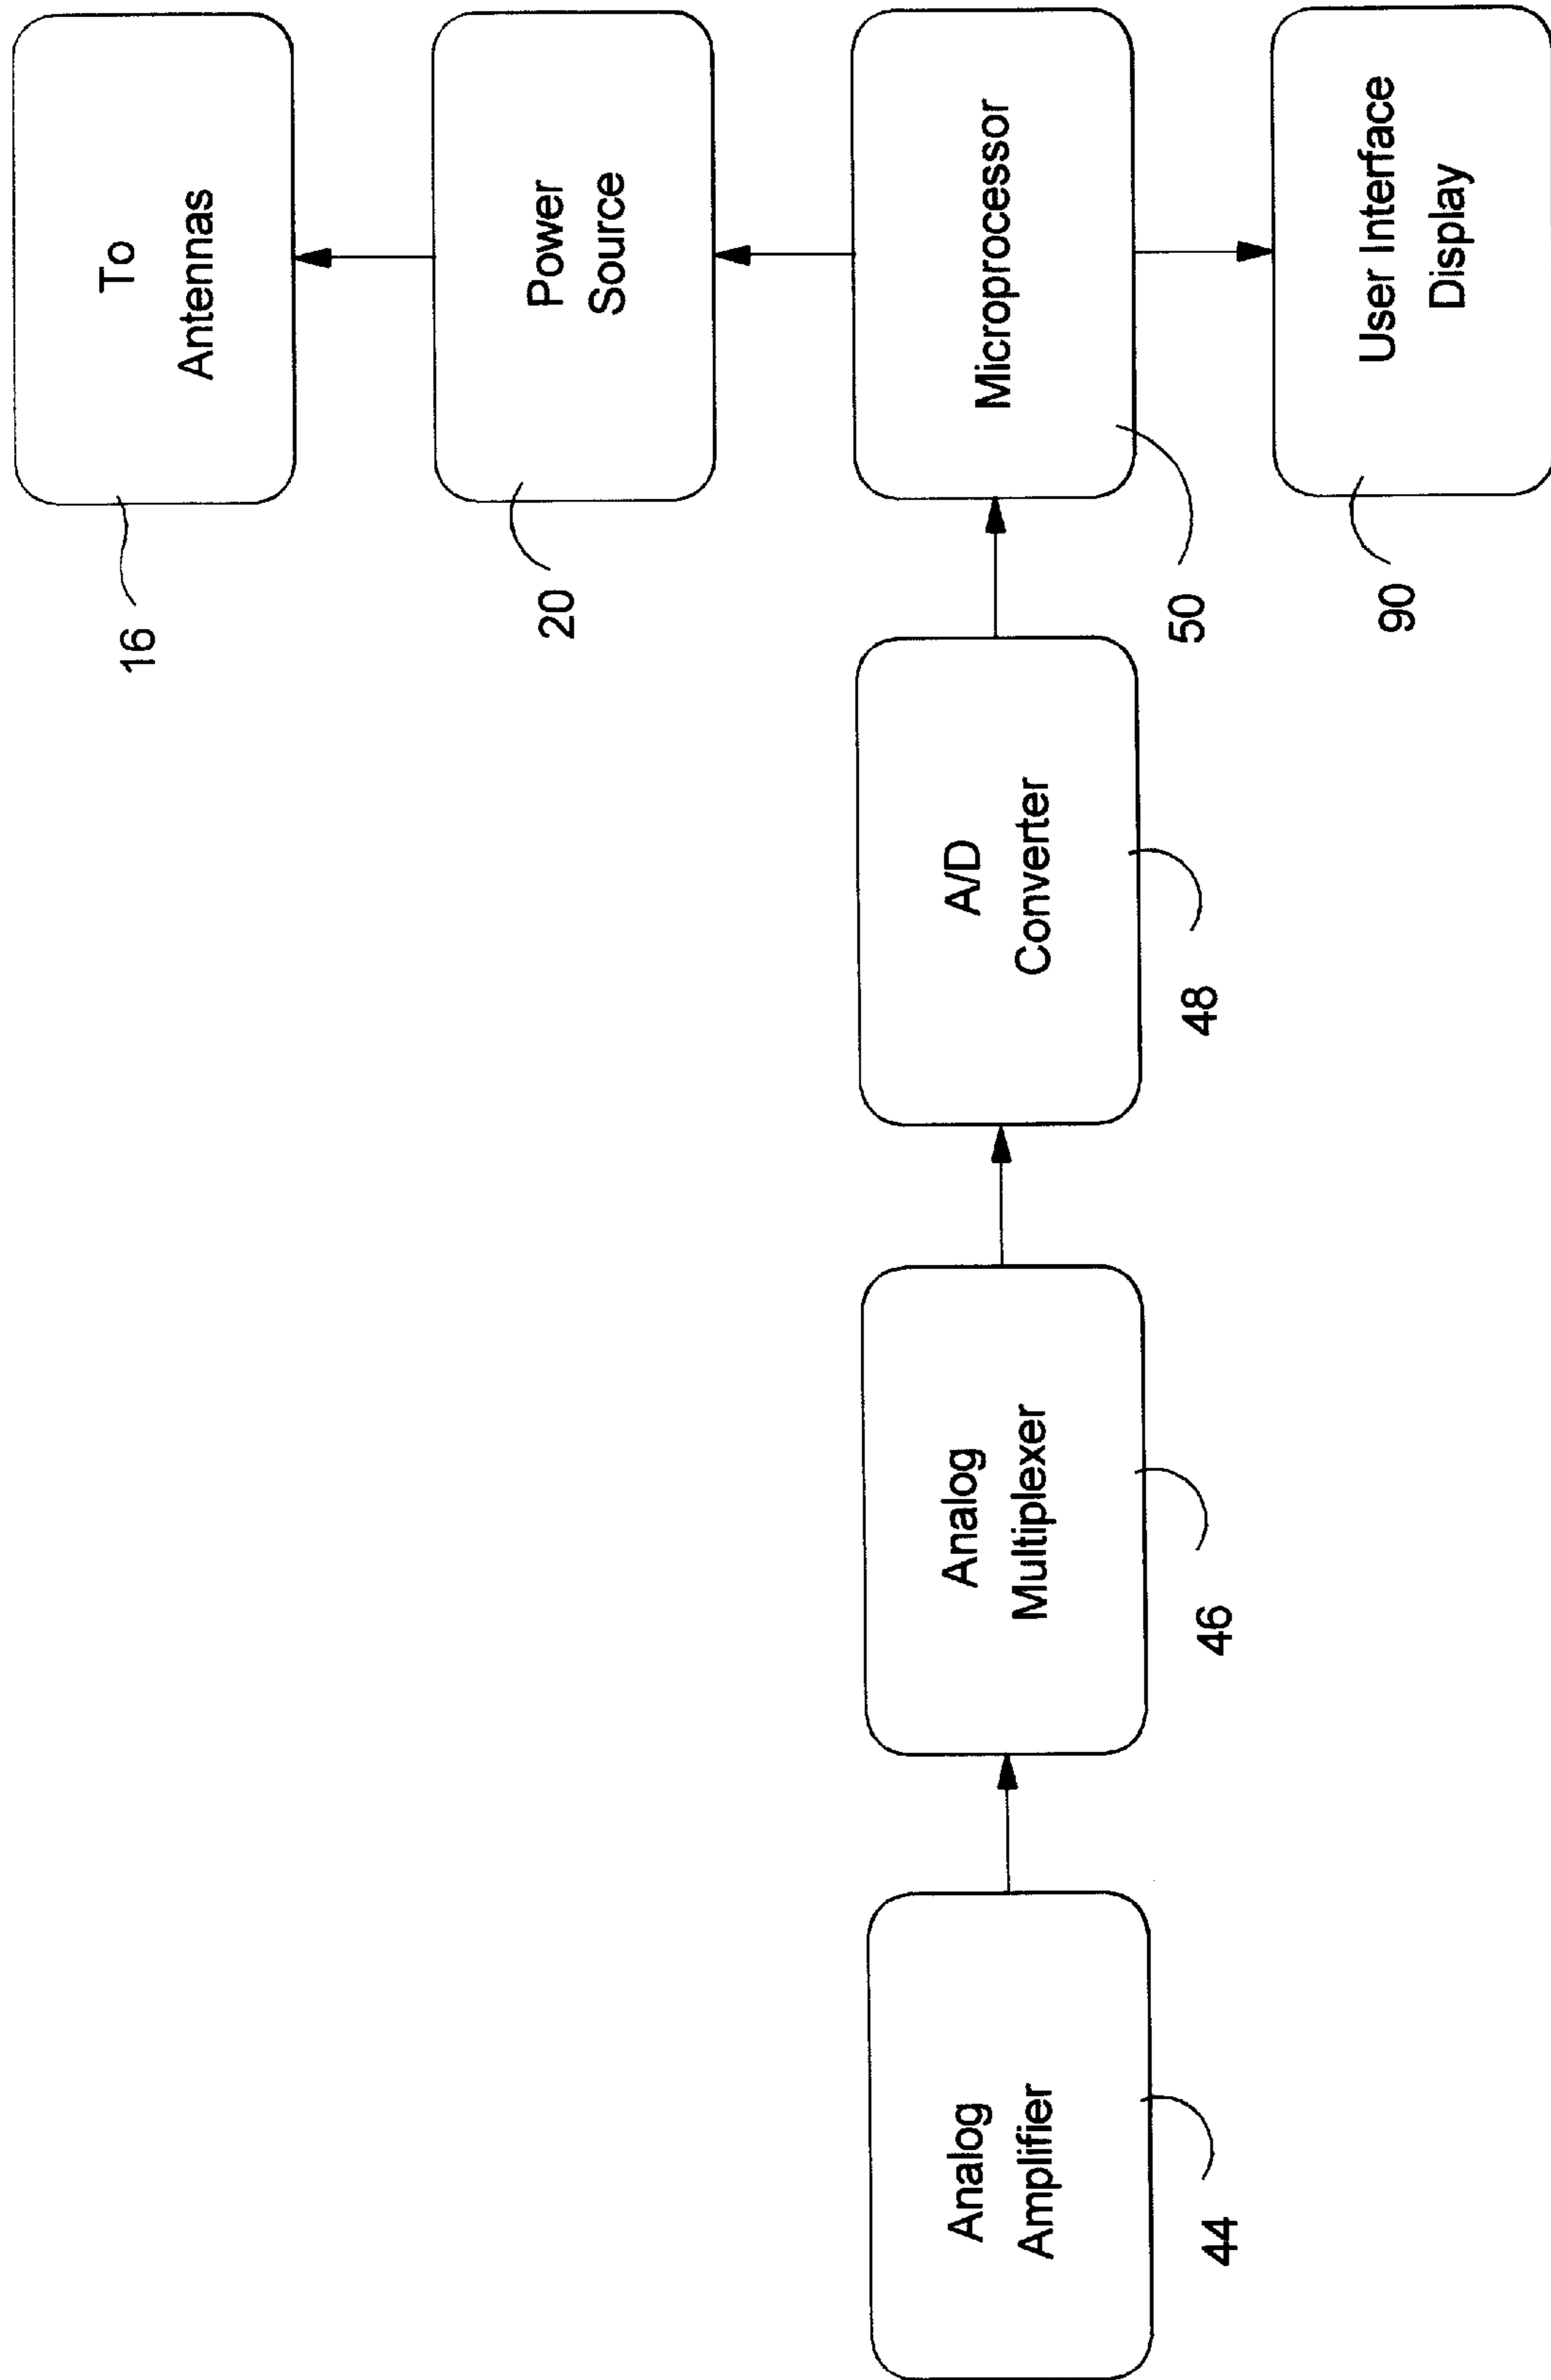 To
Antennas
16
Power
Source
20
Microprocessor
50
User Interface
Display
90
A/D
Converter
48
Analog
Multiplexer
46
Analog
Amplifier
44